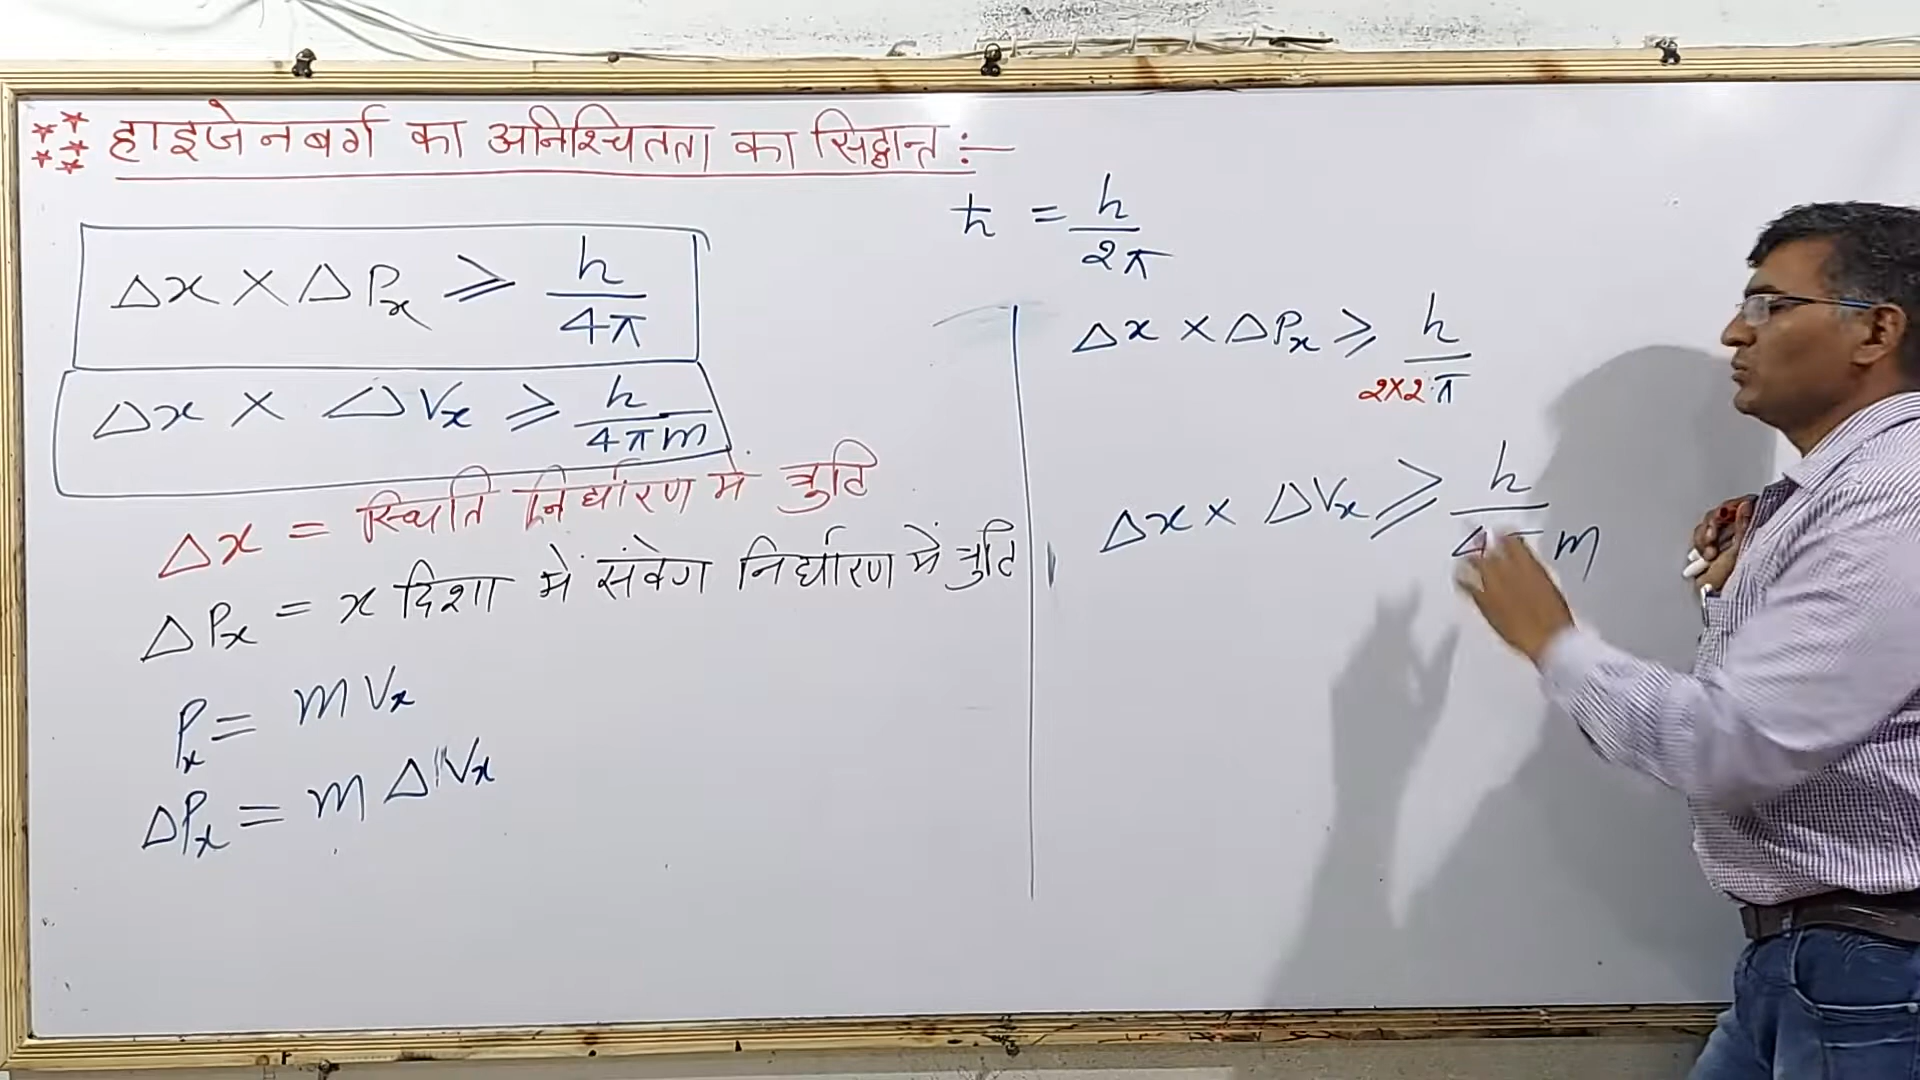 हाइजेनबर्ग का अनिश्चितता का सिद्धान्त :—
Δx × ΔPx ⩾ h/4π
Δx × ΔVx ⩾ h/4πm
Δx = स्थिति निर्धारण में त्रुटि
ΔPx = x दिशा में संवेग निर्धारण में त्रुटि
Px = m Vx
ΔPx = m ΔVx
ħ = h/2π
Δx × ΔPx ⩾ h/2×2π
Δx × ΔVx ⩾ h/4πm